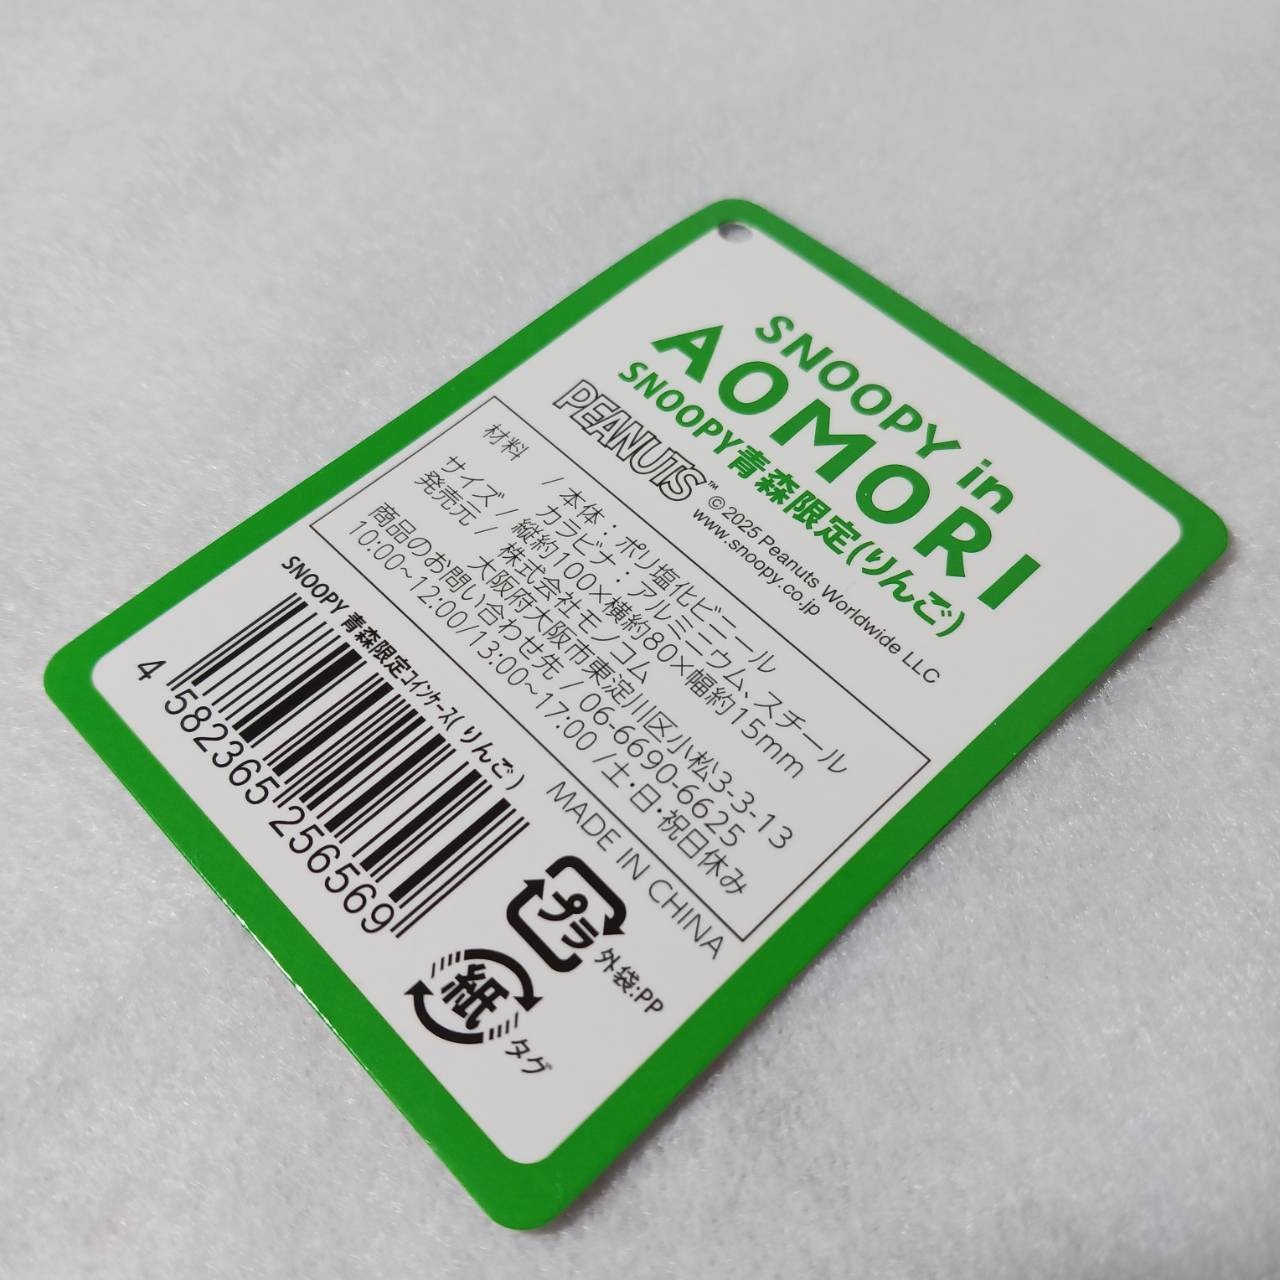 SNOOPY in
AOMORI
SNOOPY青森限定(りんご)
PEANUTS™
©2025 Peanuts Worldwide LLC
www.snoopy.co.jp
材料 / 本体：ポリ塩化ビニール
カラビナ：アルミニウム、スチール
サイズ / 縦約100×横約80×幅約15mm
発売元 / 株式会社モノコム
大阪府大阪市東淀川区小松3-3-13
商品のお問い合わせ先 / 06-6690-6625
10:00~12:00/13:00~17:00 /土・日・祝日休み
MADE IN CHINA
SNOOPY 青森限定コインケース(りんご)
4 582365 256569
プラ
外袋:PP
紙
タグ